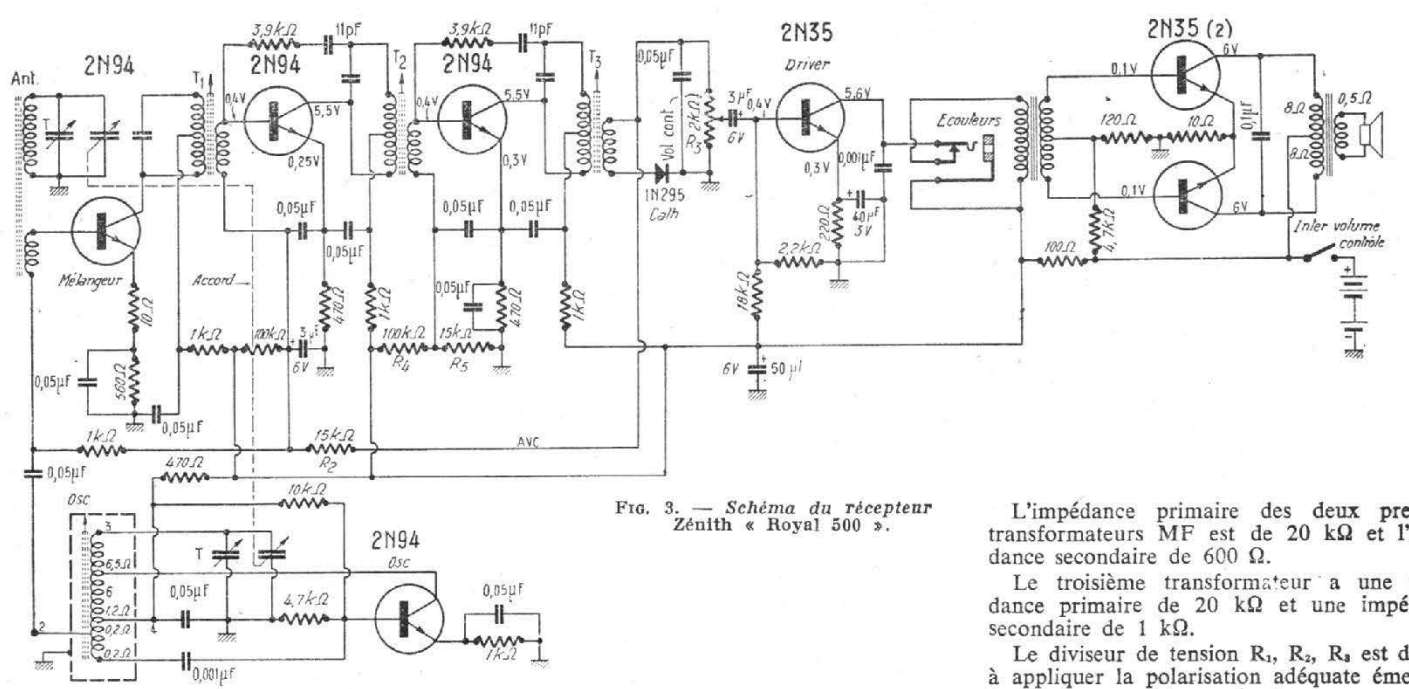 3,9kΩ
11pF
3,9kΩ
11pF
2N35
2N35 (2)
6V
2N94
T1
2N94
T2
2N94
T3
0,05µF
Driver
Ant.
0,4V
5,5V
0,4V
5,5V
Vol cont.
R3 2kΩ
3µF
6V
0,4V
5,6V
0,1V
120Ω
10Ω
0,1µF
8Ω
8Ω
0,5Ω
T
0,25V
0,3V
1N295
Cath
0,3V
0,001µF
Ecouteurs
0,1V
6V
Mélangeur
Accord
0,05µF
0,05µF
0,05µF
0,05µF
220Ω
40µF
3V
2,2kΩ
18kΩ
100Ω
4,7kΩ
Inter volume
contrôle
10Ω
0,05µF
560Ω
0,05µF
1kΩ
100kΩ
3µF
6V
470Ω
1kΩ
100kΩ
R4
15kΩ
R5
0,05µF
470Ω
1kΩ
6V
50µf
1kΩ
15kΩ
R2
AVC
0,05µF
470Ω
10kΩ
Osc
3
6,5Ω
6
1,2Ω
0,2Ω
0,2Ω
2
4
T
0,05µF
4,7kΩ
0,001µF
2N94
Osc
0,05µF
1kΩ
FIG. 3. — Schéma du récepteur
Zénith « Royal 500 ».
L'impédance primaire des deux pre
transformateurs MF est de 20 kΩ et l'
dance secondaire de 600 Ω.
Le troisième transformateur a une
dance primaire de 20 kΩ et une impé
secondaire de 1 kΩ.
Le diviseur de tension R1, R2, R3 est d
à appliquer la polarisation adéquate éme